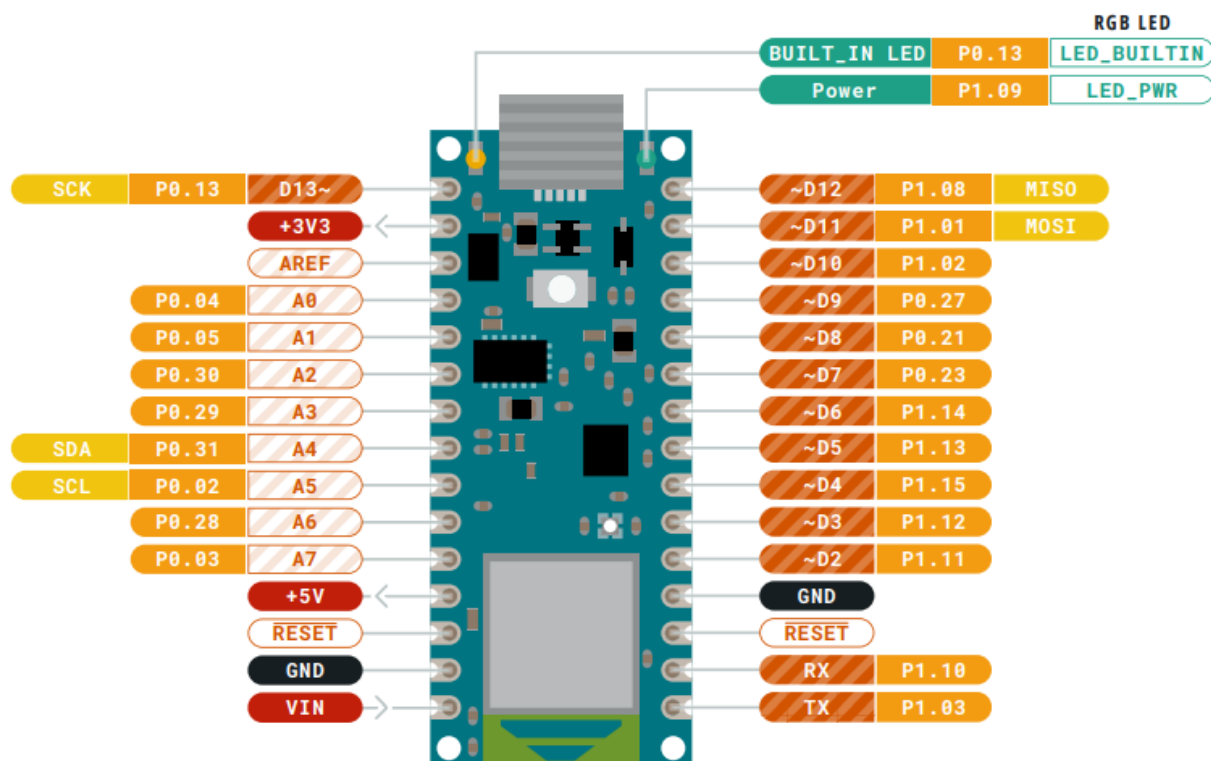 RGB LED
BUILT_IN LED P0.13 LED_BUILTIN
Power P1.09 LED_PWR
SCK P0.13 D13~ ~D12 P1.08 MISO
+3V3 ~D11 P1.01 MOSI
AREF ~D10 P1.02
P0.04 A0 ~D9 P0.27
P0.05 A1 ~D8 P0.21
P0.30 A2 ~D7 P0.23
P0.29 A3 ~D6 P1.14
SDA P0.31 A4 ~D5 P1.13
SCL P0.02 A5 ~D4 P1.15
P0.28 A6 ~D3 P1.12
P0.03 A7 ~D2 P1.11
+5V GND
RESET RESET
GND RX P1.10
VIN TX P1.03